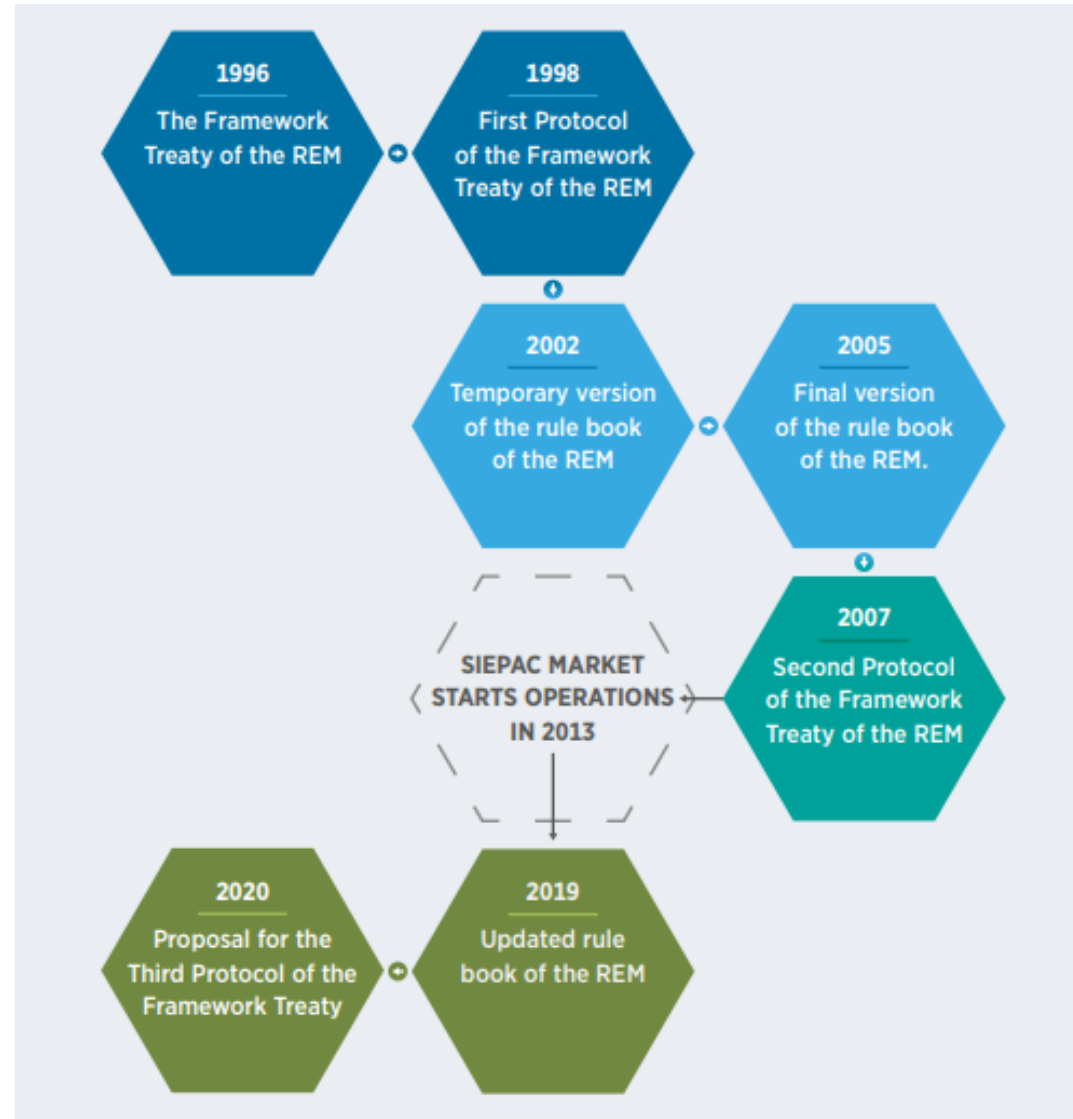 1996
The Framework
Treaty of the REM
1998
First Protocol
of the Framework
Treaty of the REM
2002
Temporary version
of the rule book
of the REM
2005
Final version
of the rule book
of the REM.
2007
Second Protocol
of the Framework
Treaty of the REM
SIEPAC MARKET
STARTS OPERATIONS
IN 2013
2019
Updated rule
book of the REM
2020
Proposal for the
Third Protocol of the
Framework Treaty